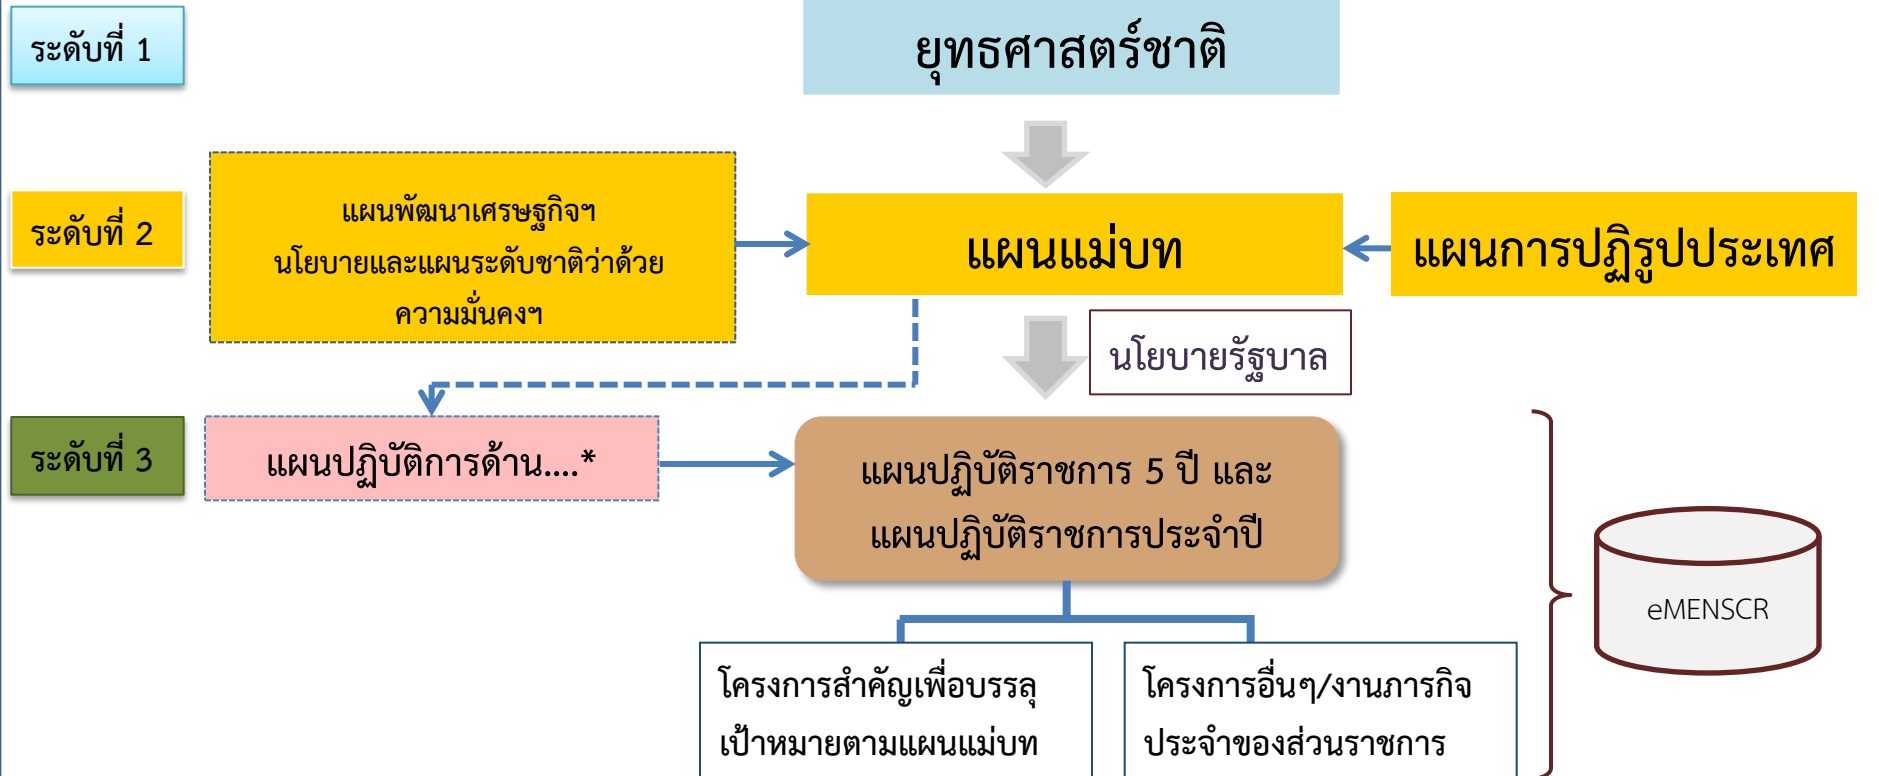 ระดับที่ 1
ยุทธศาสตร์ชาติ
ระดับที่ 2
แผนพัฒนาเศรษฐกิจฯ
นโยบายและแผนระดับชาติว่าด้วย
ความมั่นคงฯ
แผนแม่บท
แผนการปฏิรูปประเทศ
นโยบายรัฐบาล
ระดับที่ 3
แผนปฏิบัติการด้าน....*
แผนปฏิบัติราชการ 5 ปี และ
แผนปฏิบัติราชการประจำปี
eMENSCR
โครงการสำคัญเพื่อบรรลุ
เป้าหมายตามแผนแม่บท
โครงการอื่นๆ/งานภารกิจ
ประจำของส่วนราชการ